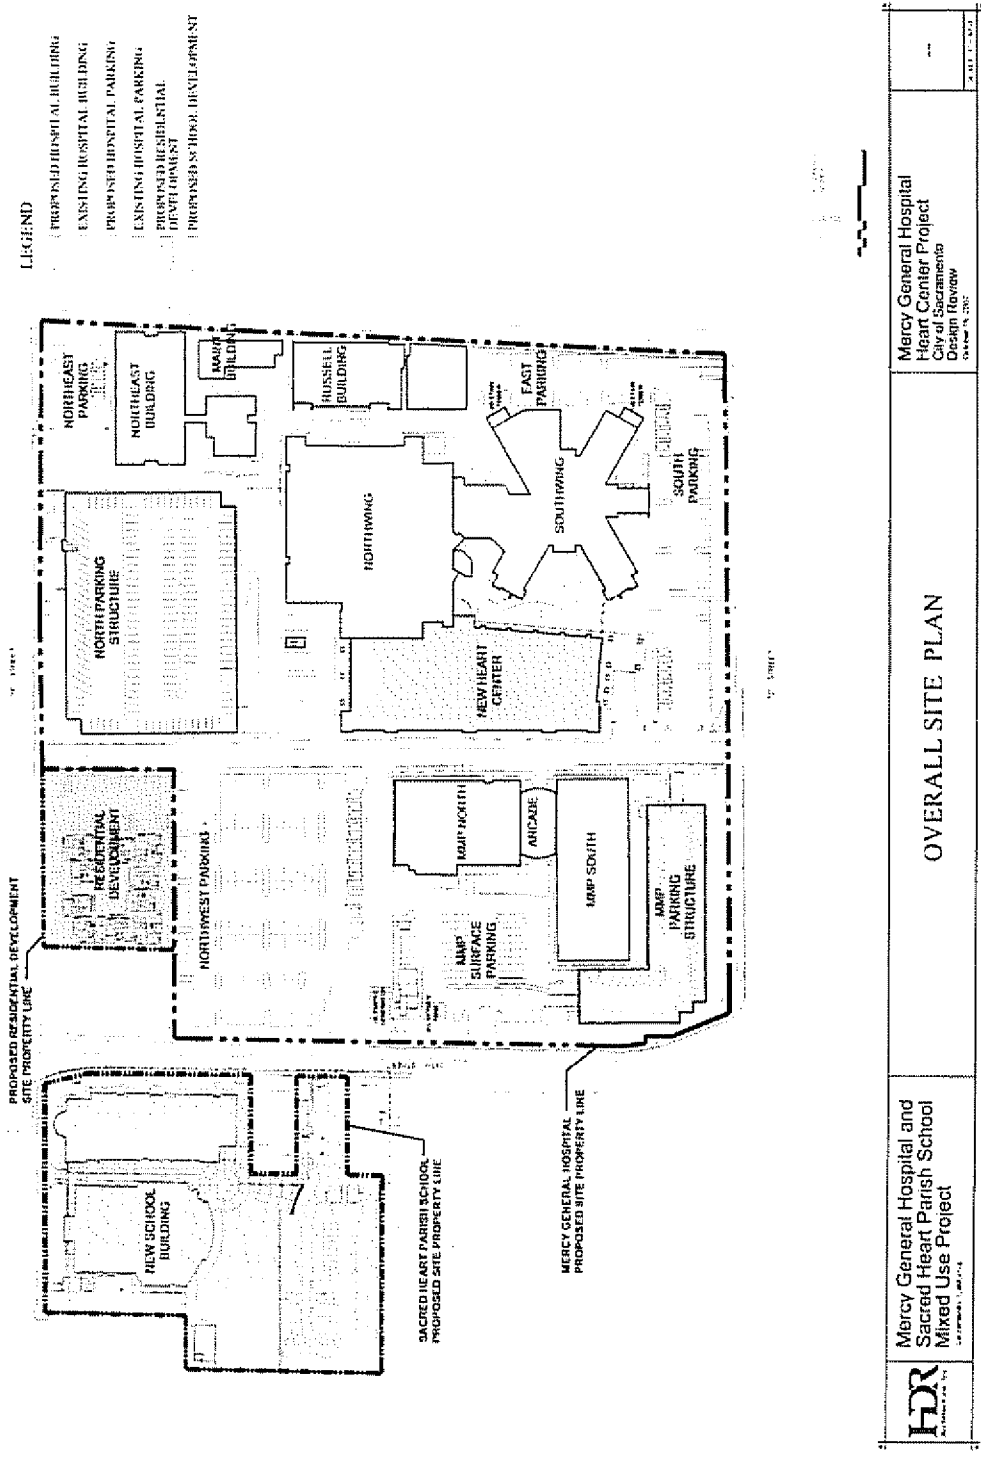 LEGEND
PROPOSED HOSPITAL BUILDING
EXISTING HOSPITAL BUILDING
PROPOSED HOSPITAL PARKING
EXISTING HOSPITAL PARKING
PROPOSED RESIDENTIAL
DEVELOPMENT
PROPOSED SCHOOL DEVELOPMENT
PROPOSED RESIDENTIAL DEVELOPMENT
SITE PROPERTY LINE
RESIDENTIAL
DEVELOPMENT
NORTH PARKING
STRUCTURE
NORTHEAST
PARKING
NORTHEAST
BUILDING
BUILDING
RUSSELL
BUILDING
NEW SCHOOL
BUILDING
NORTHWEST PARKING
NORTHWING
EAST
PARKING
NEW HEART
CENTER
MMP NORTH
ARCADE
SOUTHWING
MMP
SURFACE
PARKING
MMP SOUTH
MMP
PARKING
STRUCTURE
SOUTH
PARKING
STREET
SACRED HEART PARISH SCHOOL
PROPOSED SITE PROPERTY LINE
MERCY GENERAL HOSPITAL
PROPOSED SITE PROPERTY LINE
HDR
Mercy General Hospital and
Sacred Heart Parish School
Mixed Use Project
OVERALL SITE PLAN
Mercy General Hospital
Heart Center Project
City of Sacramento
Design Review
--